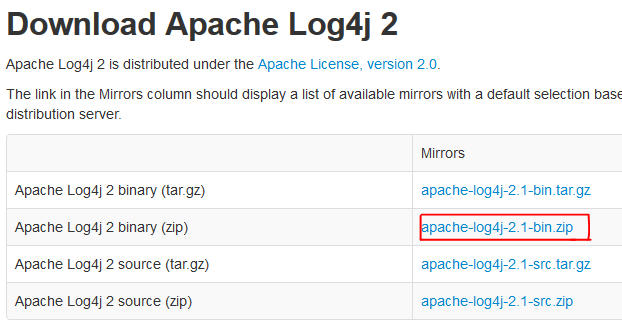 Download Apache Log4j 2
Apache Log4j 2 is distributed under the Apache License, version 2.0.
The link in the Mirrors column should display a list of available mirrors with a default selection base
distribution server.
Mirrors
Apache Log4j 2 binary (tar.gz) apache-log4j-2.1-bin.tar.gz
Apache Log4j 2 binary (zip) apache-log4j-2.1-bin.zip
Apache Log4j 2 source (tar.gz) apache-log4j-2.1-src.tar.gz
Apache Log4j 2 source (zip) apache-log4j-2.1-src.zip